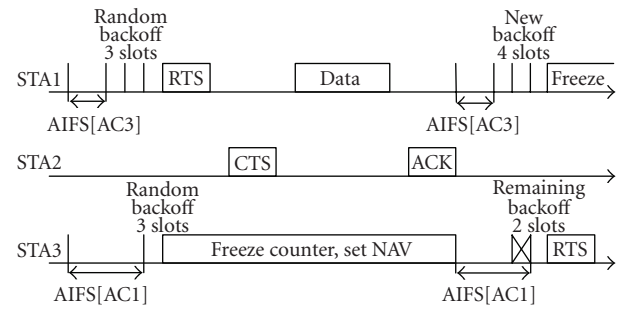 Random
backoff
3 slots
New
backoff
4 slots
STA1
RTS
Data
Freeze
AIFS[AC3]
AIFS[AC3]
STA2
CTS
ACK
Random
backoff
3 slots
Remaining
backoff
2 slots
STA3
Freeze counter, set NAV
RTS
AIFS[AC1]
AIFS[AC1]